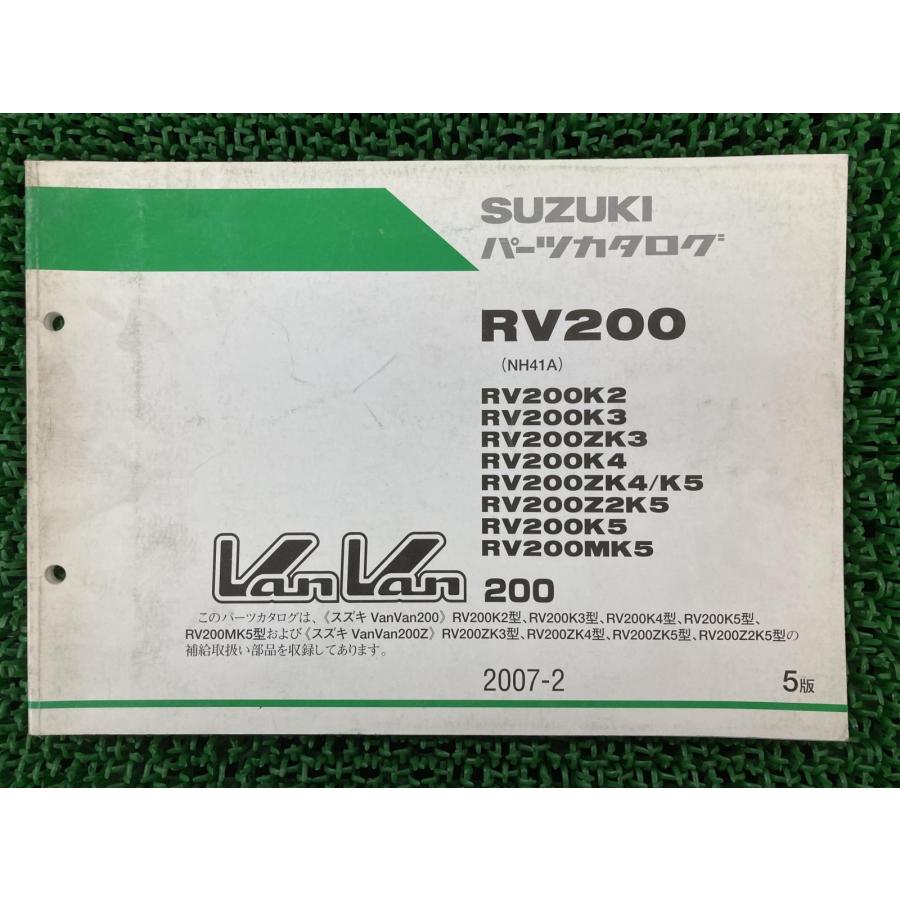 SUZUKI
パーツカタログ
RV200
(NH41A)
RV200K2
RV200K3
RV200ZK3
RV200K4
RV200ZK4/K5
RV200Z2K5
RV200K5
RV200MK5
VanVan 200
このパーツカタログは、《スズキ VanVan200》RV200K2型、RV200K3型、RV200K4型、RV200K5型、
RV200MK5型および《スズキ VanVan200Z》RV200ZK3型、RV200ZK4型、RV200ZK5型、RV200Z2K5型の
補給取扱い部品を収録してあります。
2007-2 5版